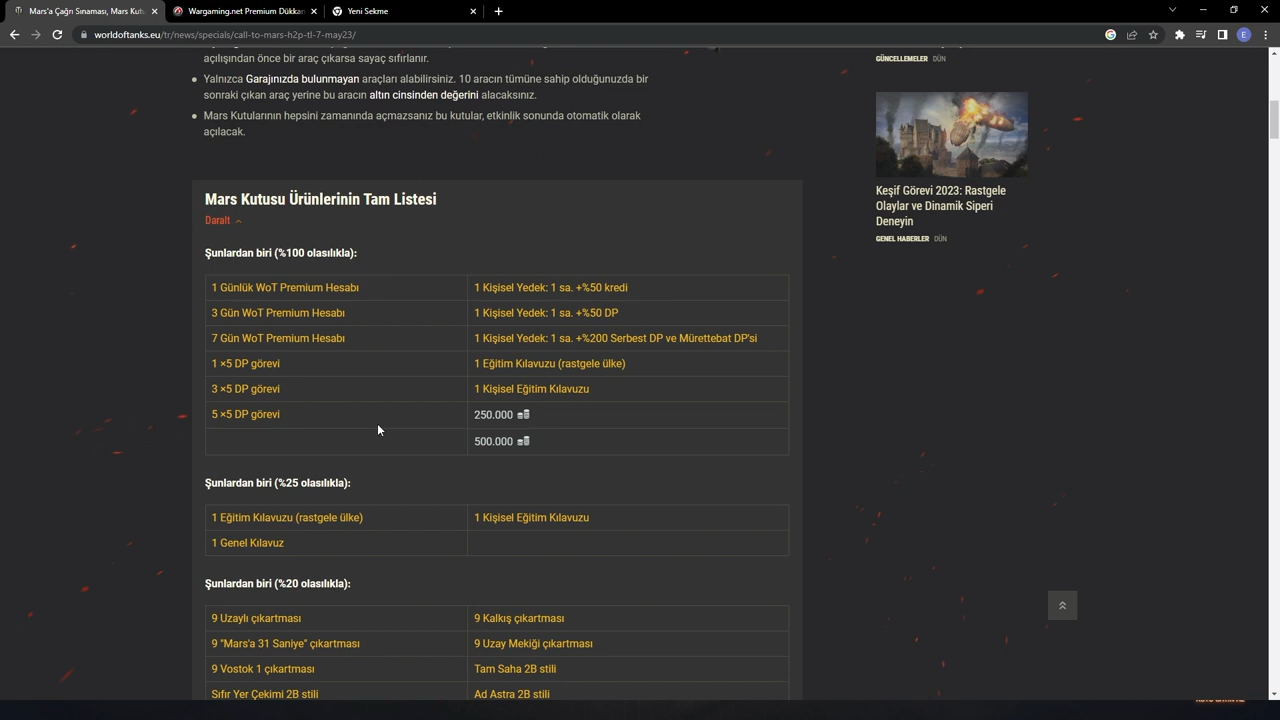 Mars'a Çağrı Sınaması, Mars Kutu
Wargaming.net Premium Dükkan
Yeni Sekme
worldoftanks.eu/tr/news/specials/call-to-mars-h2p-tl-7-may23/
E
açılışından önce bir araç çıkarsa sayaç sıfırlanır.
Yalnızca Garajınızda bulunmayan araçları alabilirsiniz. 10 aracın tümüne sahip olduğunuzda bir
sonraki çıkan araç yerine bu aracın altın cinsinden değerini alacaksınız.
Mars Kutularının hepsini zamanında açmazsanız bu kutular, etkinlik sonunda otomatik olarak
açılacak.
Mars Kutusu Ürünlerinin Tam Listesi
Daralt
Şunlardan biri (%100 olasılıkla):
1 Günlük WoT Premium Hesabı
1 Kişisel Yedek: 1 sa. +%50 kredi
3 Gün WoT Premium Hesabı
1 Kişisel Yedek: 1 sa. +%50 DP
7 Gün WoT Premium Hesabı
1 Kişisel Yedek: 1 sa. +%200 Serbest DP ve Mürettebat DP'si
1 ×5 DP görevi
1 Eğitim Kılavuzu (rastgele ülke)
3 ×5 DP görevi
1 Kişisel Eğitim Kılavuzu
5 ×5 DP görevi
250.000
500.000
Şunlardan biri (%25 olasılıkla):
1 Eğitim Kılavuzu (rastgele ülke)
1 Kişisel Eğitim Kılavuzu
1 Genel Kılavuz
Şunlardan biri (%20 olasılıkla):
9 Uzaylı çıkartması
9 Kalkış çıkartması
9 "Mars'a 31 Saniye" çıkartması
9 Uzay Mekiği çıkartması
9 Vostok 1 çıkartması
Tam Saha 2B stili
Sıfır Yer Çekimi 2B stili
Ad Astra 2B stili
GÜNCELLEMELER DÜN
Keşif Görevi 2023: Rastgele
Olaylar ve Dinamik Siperi
Deneyin
GENEL HABERLER DÜN